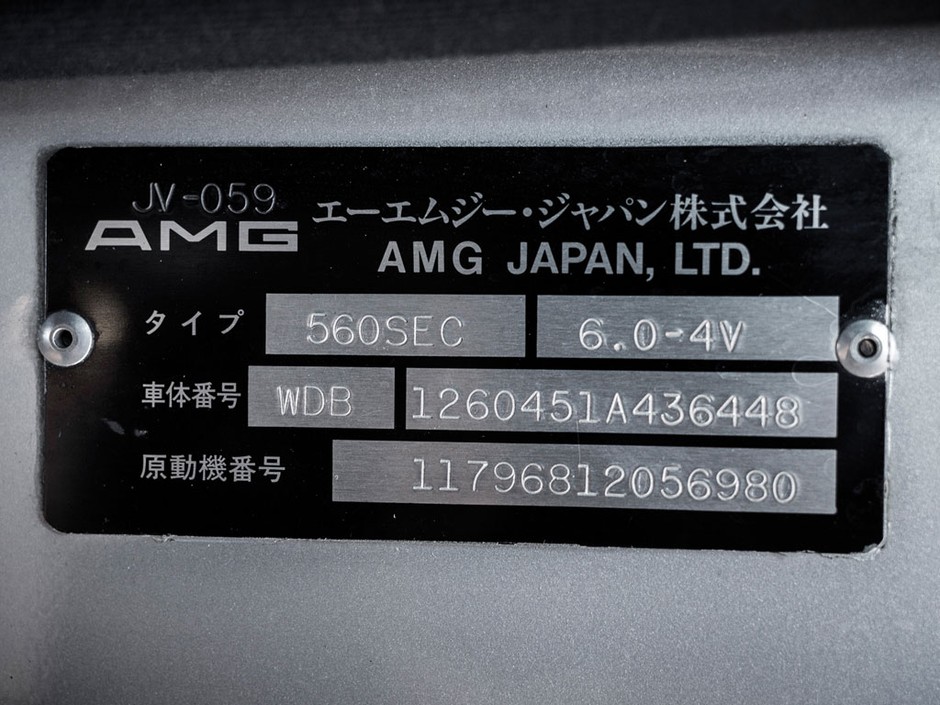 JV-059
AMG エーエムジー・ジャパン株式会社
AMG JAPAN, LTD.
タイプ 560SEC 6.0-4V
車体番号 WDB 1260451A436448
原動機番号 11796812056980